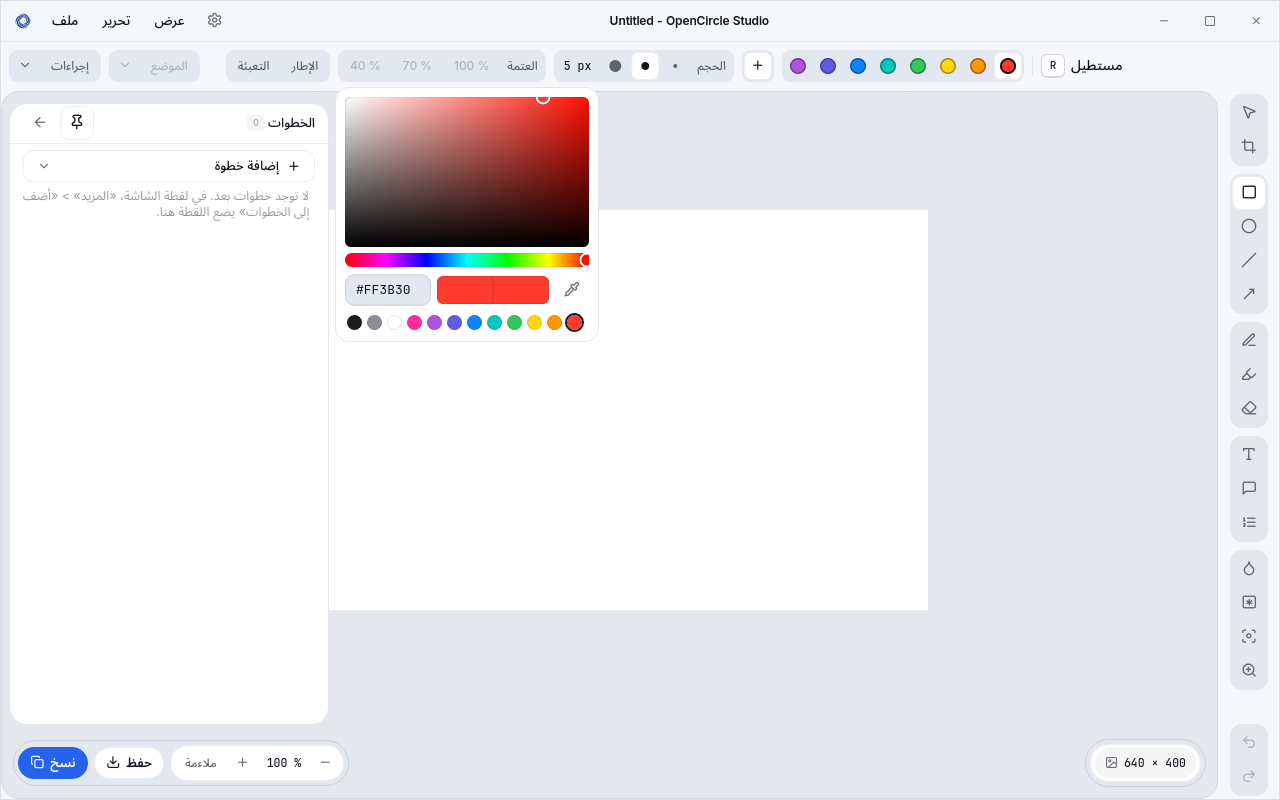 ملف
تحرير
عرض
Untitled - OpenCircle Studio
مستطيل
R
الحجم
5 px
العتمة
100 %
70 %
40 %
الإطار
التعبئة
الموضع
إجراءات
الخطوات
0
إضافة خطوة
لا توجد خطوات بعد. في لقطة الشاشة، «المزيد» > «أضف
إلى الخطوات» يضع اللقطة هنا.
#FF3B30
640 × 400
100 %
ملاءمة
حفظ
نسخ